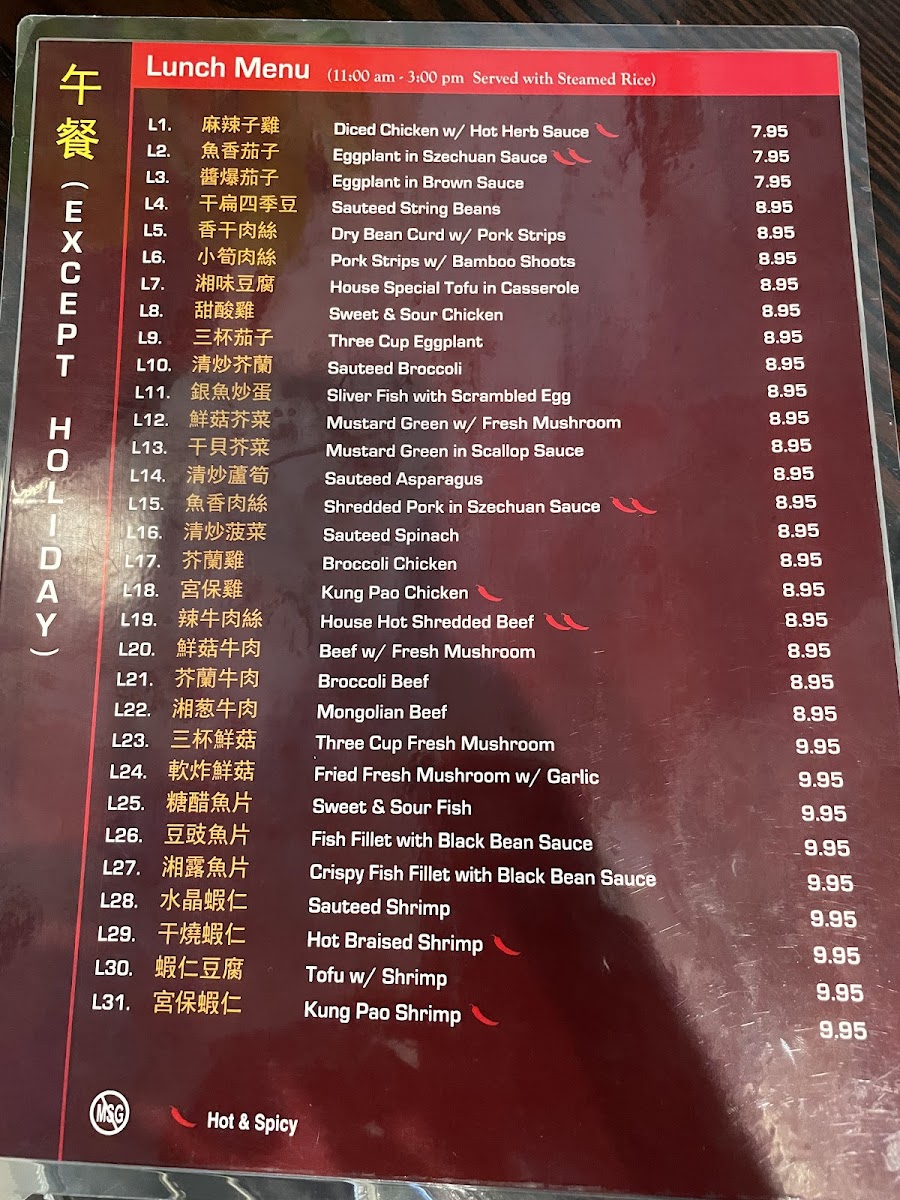 午餐 (EXCEPT HOLIDAY)
Lunch Menu (11:00 am - 3:00 pm Served with Steamed Rice)
L1. 麻辣子雞 Diced Chicken w/ Hot Herb Sauce 7.95
L2. 魚香茄子 Eggplant in Szechuan Sauce 7.95
L3. 醬爆茄子 Eggplant in Brown Sauce 7.95
L4. 干扁四季豆 Sauteed String Beans 8.95
L5. 香干肉絲 Dry Bean Curd w/ Pork Strips 8.95
L6. 小筍肉絲 Pork Strips w/ Bamboo Shoots 8.95
L7. 湘味豆腐 House Special Tofu in Casserole 8.95
L8. 甜酸雞 Sweet & Sour Chicken 8.95
L9. 三杯茄子 Three Cup Eggplant 8.95
L10. 清炒芥蘭 Sauteed Broccoli 8.95
L11. 銀魚炒蛋 Sliver Fish with Scrambled Egg 8.95
L12. 鮮菇芥菜 Mustard Green w/ Fresh Mushroom 8.95
L13. 干貝芥菜 Mustard Green in Scallop Sauce 8.95
L14. 清炒蘆筍 Sauteed Asparagus 8.95
L15. 魚香肉絲 Shredded Pork in Szechuan Sauce 8.95
L16. 清炒菠菜 Sauteed Spinach 8.95
L17. 芥蘭雞 Broccoli Chicken 8.95
L18. 宮保雞 Kung Pao Chicken 8.95
L19. 辣牛肉絲 House Hot Shredded Beef 8.95
L20. 鮮菇牛肉 Beef w/ Fresh Mushroom 8.95
L21. 芥蘭牛肉 Broccoli Beef 8.95
L22. 湘葱牛肉 Mongolian Beef 8.95
L23. 三杯鮮菇 Three Cup Fresh Mushroom 9.95
L24. 軟炸鮮菇 Fried Fresh Mushroom w/ Garlic 9.95
L25. 糖醋魚片 Sweet & Sour Fish 9.95
L26. 豆豉魚片 Fish Fillet with Black Bean Sauce 9.95
L27. 湘露魚片 Crispy Fish Fillet with Black Bean Sauce 9.95
L28. 水晶蝦仁 Sauteed Shrimp 9.95
L29. 干燒蝦仁 Hot Braised Shrimp 9.95
L30. 蝦仁豆腐 Tofu w/ Shrimp 9.95
L31. 宮保蝦仁 Kung Pao Shrimp 9.95
MSG Hot & Spicy